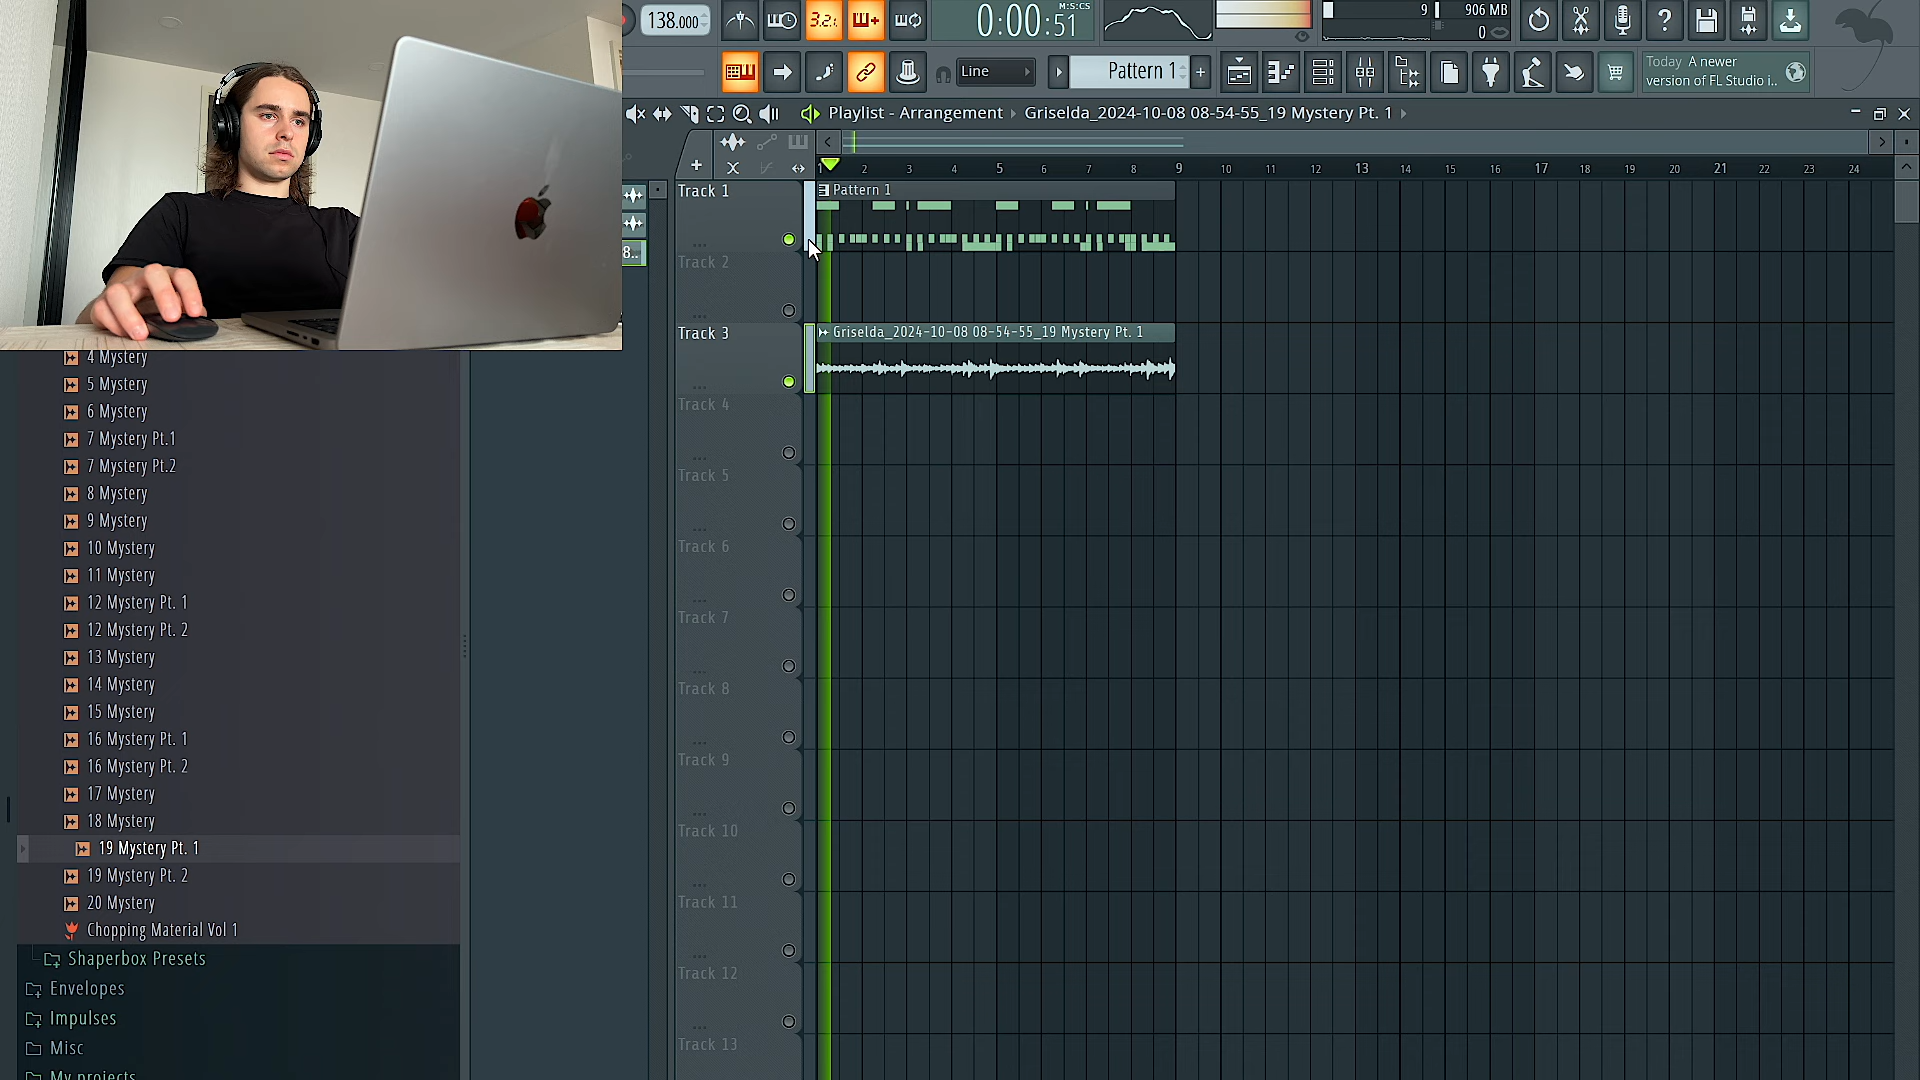 138.000
3.2.
0:00:51
M:S:CS
9
906 MB
0
Line
Pattern 1
+
Today A newer
version of FL Studio i..
Playlist - Arrangement
Griselda_2024-10-08 08-54-55_19 Mystery Pt. 1
1 2 3 4 5 6 7 8 9 10 11 12 13 14 15 16 17 18 19 20 21 22 23 24
Track 1
Pattern 1
8..
Track 2
Track 3
Griselda_2024-10-08 08-54-55_19 Mystery Pt. 1
Track 4
Track 5
Track 6
Track 7
Track 8
Track 9
Track 10
Track 11
Track 12
Track 13
4 Mystery
5 Mystery
6 Mystery
7 Mystery Pt.1
7 Mystery Pt.2
8 Mystery
9 Mystery
10 Mystery
11 Mystery
12 Mystery Pt. 1
12 Mystery Pt. 2
13 Mystery
14 Mystery
15 Mystery
16 Mystery Pt. 1
16 Mystery Pt. 2
17 Mystery
18 Mystery
19 Mystery Pt. 1
19 Mystery Pt. 2
20 Mystery
Chopping Material Vol 1
Shaperbox Presets
Envelopes
Impulses
Misc
My projects